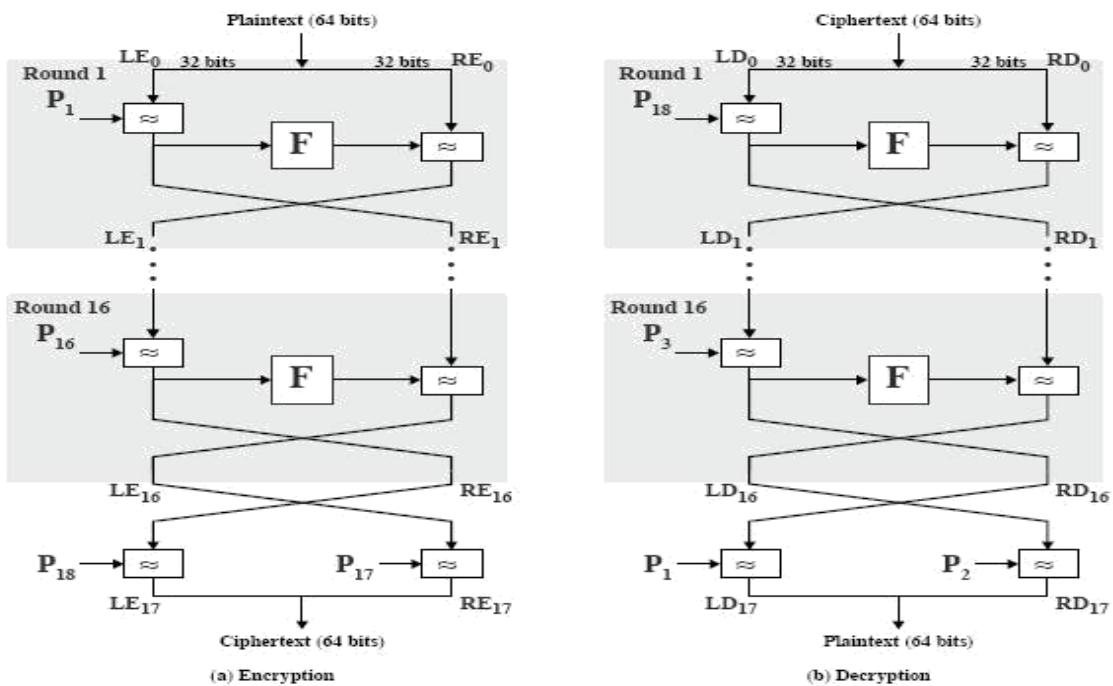 Plaintext (64 bits)
LE0 32 bits 32 bits RE0
Round 1
P1
≈
F
≈
LE1 RE1
Round 16
P16
≈
F
≈
LE16 RE16
P18
≈
P17
≈
LE17 RE17
Ciphertext (64 bits)
(a) Encryption
Ciphertext (64 bits)
LD0 32 bits 32 bits RD0
Round 1
P18
≈
F
≈
LD1 RD1
Round 16
P3
≈
F
≈
LD16 RD16
P1
≈
P2
≈
LD17 RD17
Plaintext (64 bits)
(b) Decryption